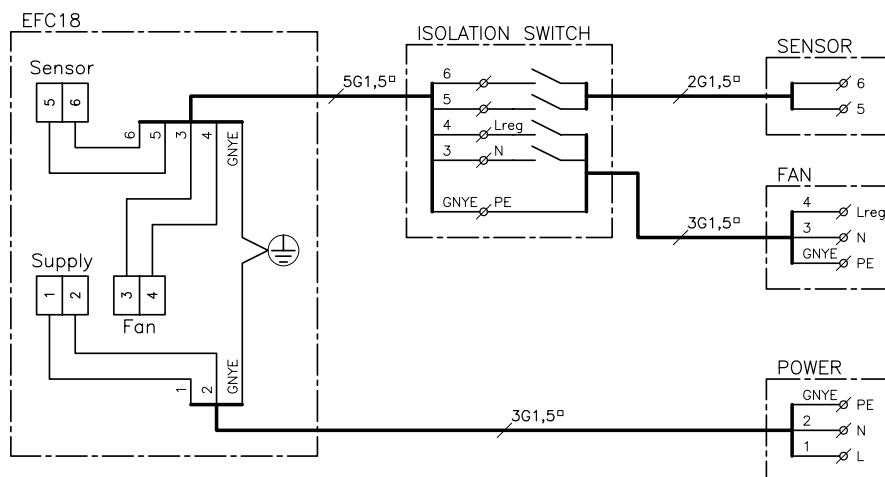 EFC18
Sensor
5
6
6
5
3
4
GNYE
Supply
1
2
3
4
Fan
1
2
GNYE
5G1,5□
ISOLATION SWITCH
6
5
4 Lreg
3 N
GNYE PE
2G1,5□
SENSOR
6
5
3G1,5□
FAN
4 Lreg
3 N
GNYE PE
3G1,5□
POWER
GNYE PE
2 N
1 L